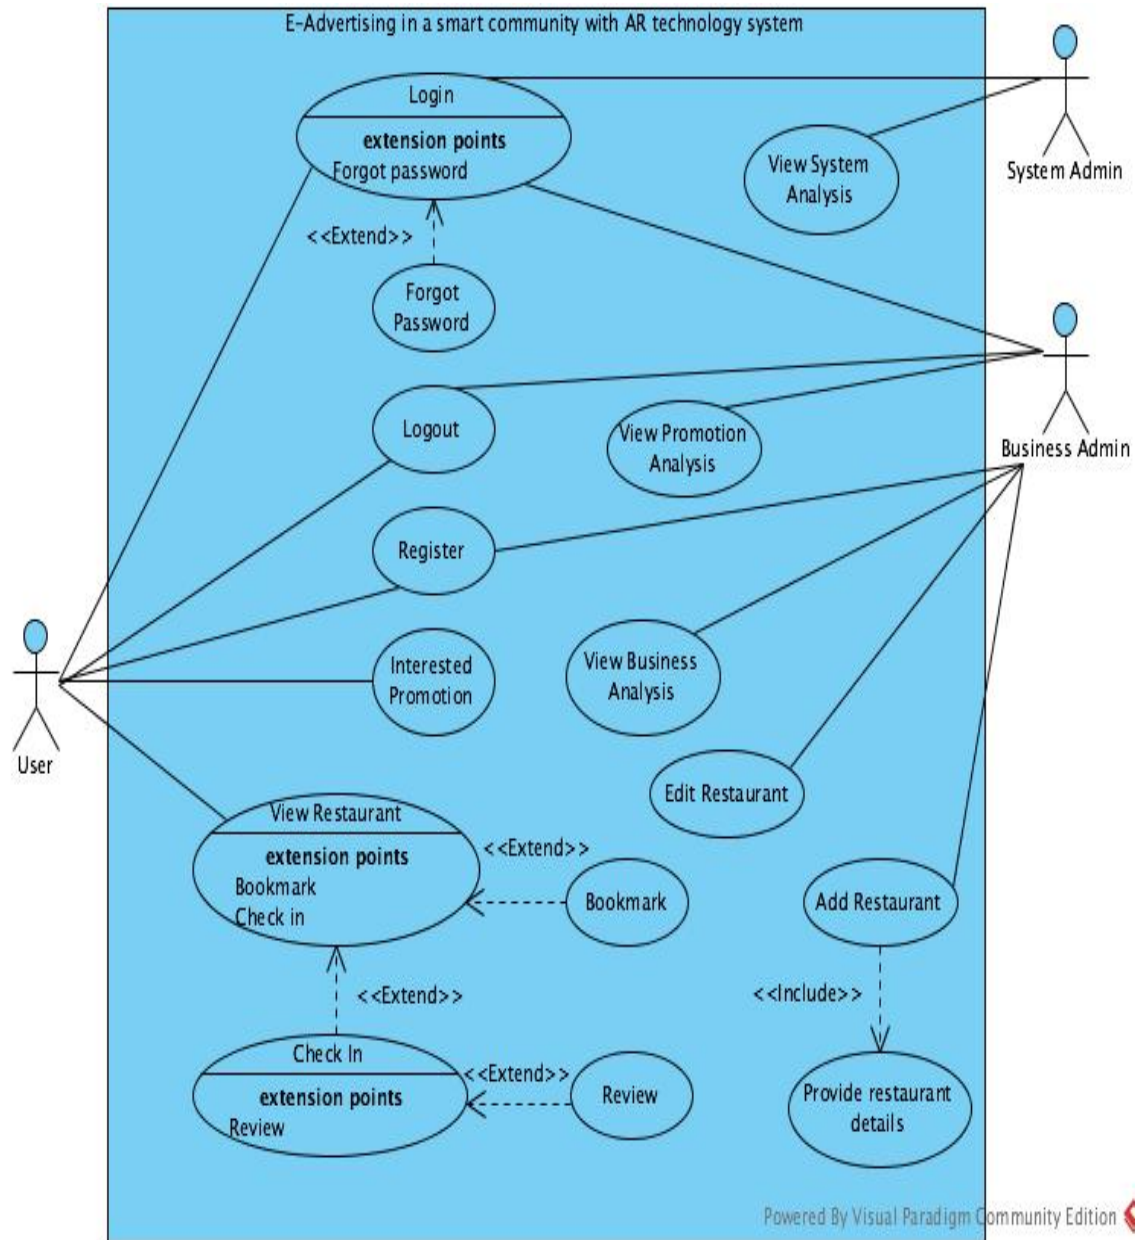 E-Advertising in a smart community with AR technology system
Login
extension points
Forgot password
View System
Analysis
System Admin
<<Extend>>
Forgot
Password
Logout
View Promotion
Analysis
Business Admin
Register
Interested
Promotion
View Business
Analysis
User
Edit Restaurant
View Restaurant
extension points
Bookmark
Check in
<<Extend>>
Bookmark
Add Restaurant
<<Extend>>
<<Include>>
Check In
extension points
Review
<<Extend>>
Review
Provide restaurant
details
Powered By Visual Paradigm Community Edition